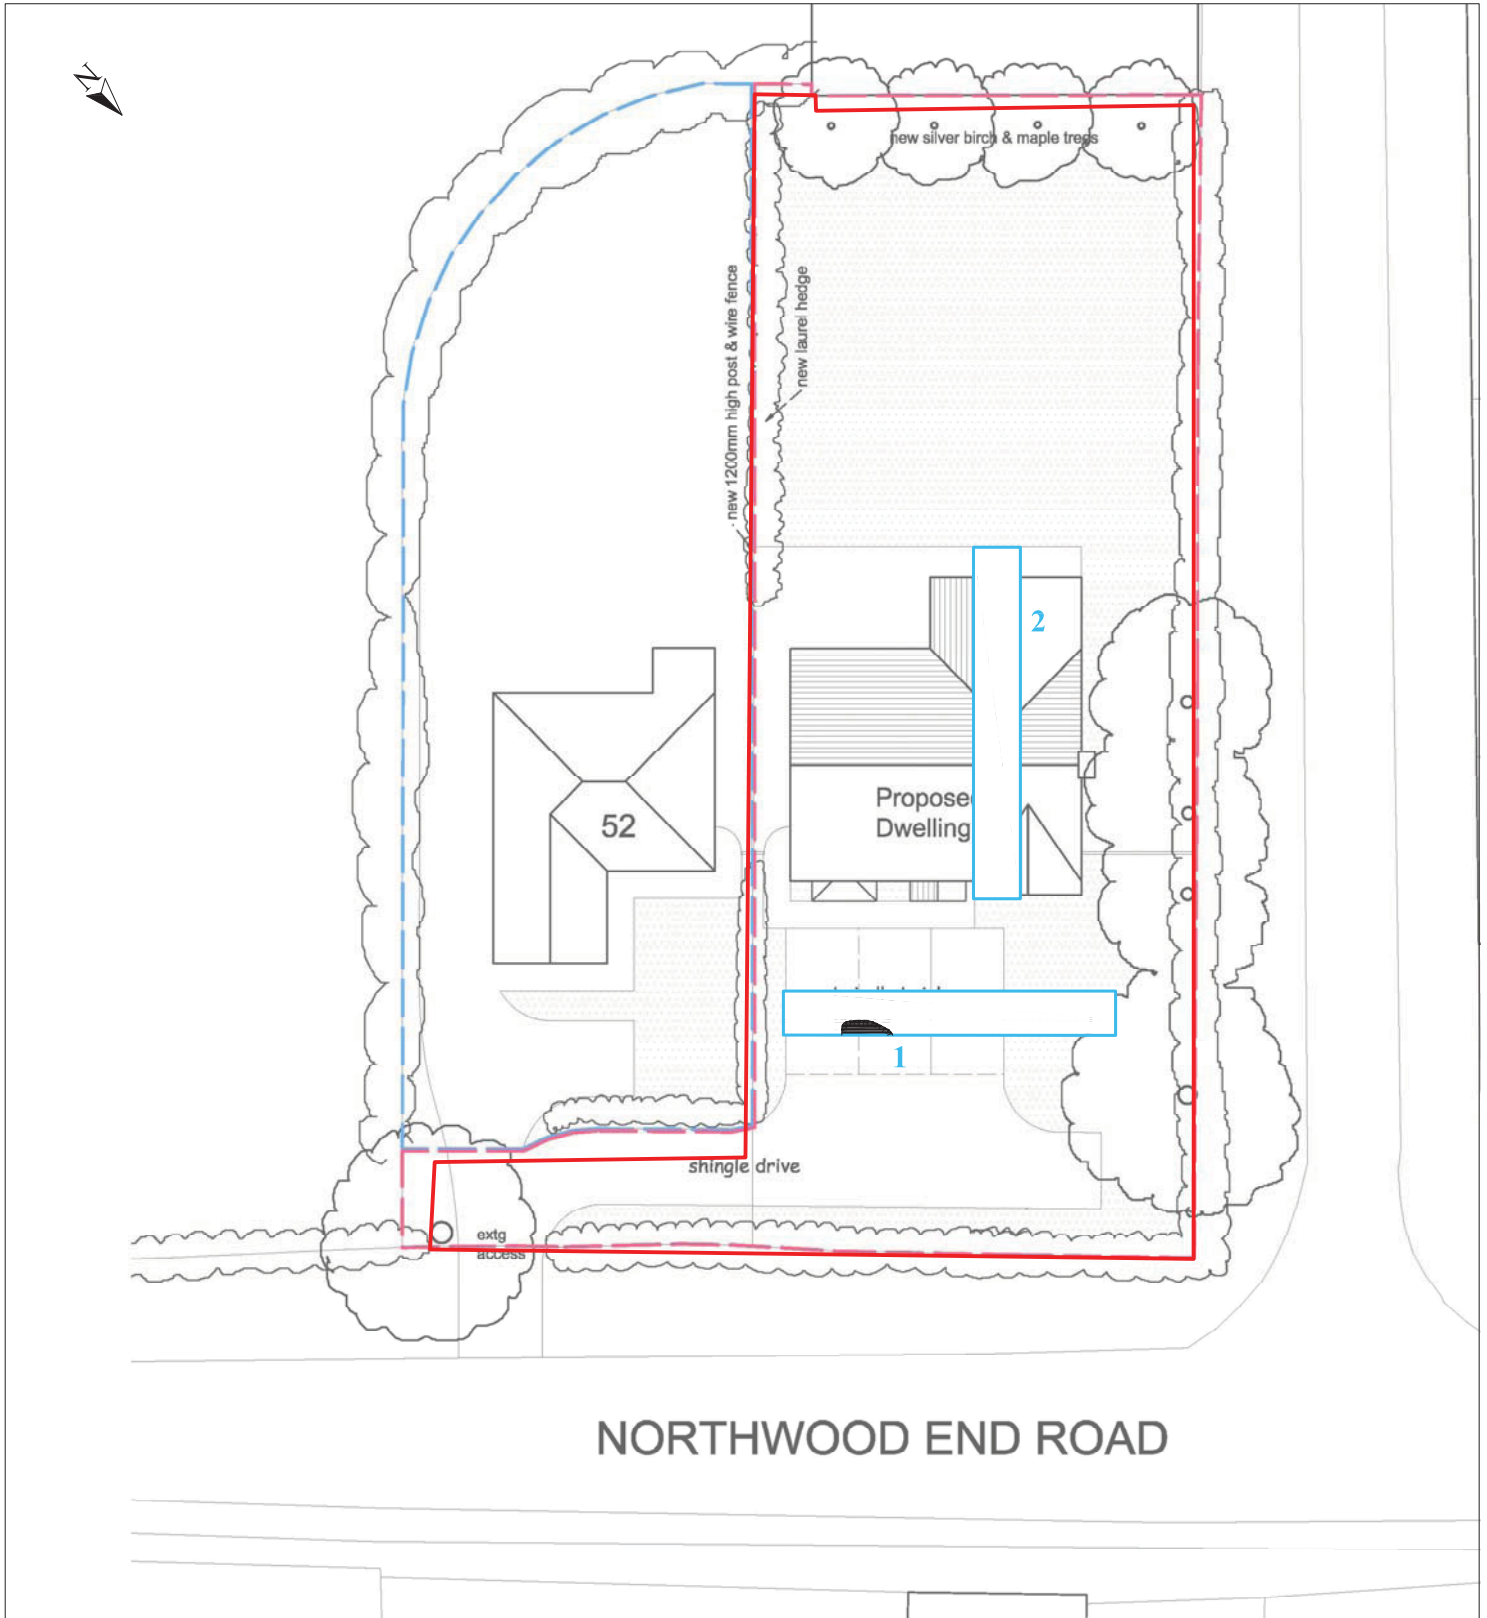 N
new silver birch & maple trees
new 1200mm high post & wire fence
new laurel hedge
2
52
Dwelling
1
shingle drive
extg
access
NORTHWOOD END ROAD